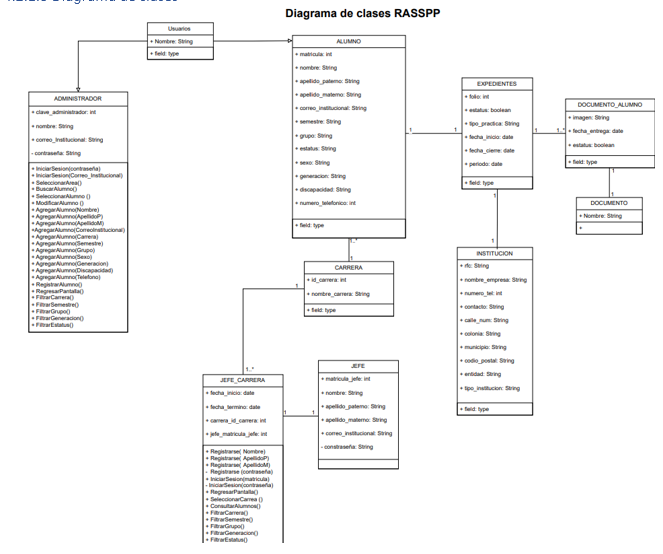 Diagrama de clases RASSPP
Usuarios
+ Nombre: String
+ field: type
ADMINISTRADOR
+ clave_administrador: int
+ nombre: String
+ correo_Institucional: String
- contraseña: String
+ IniciarSesion(contraseña)
+ IniciarSesion(Correo_Institucional)
+ SeleccionarArea()
+ BuscarAlumno()
+ SeleccionarAlumno ()
+ ModificarAlumno ()
+ AgregarAlumno(Nombre)
+ AgregarAlumno(ApellidoP)
+ AgregarAlumno(ApellidoM)
+AgregarAlumno(CorreoInstitucional)
+ AgregarAlumno(Carrera)
+ AgregarAlumno(Semestre)
+ AgregarAlumno(Grupo)
+ AgregarAlumno(Sexo)
+ AgregarAlumno(Generacion)
+ AgregarAlumno(Discapacidad)
+ AgregarAlumno(Telefono)
+ RegistrarAlumno()
+ RegresarPantalla()
+ FiltrarCarrera()
+ FiltrarSemestre()
+ FiltrarGrupo()
+ FiltrarGeneracion()
+ FiltrarEstatus()
ALUMNO
+ matricula: int
+ nombre: String
+ apellido_paterno: String
+ apellido_materno: String
+ correo_institucional: String
+ semestre: String
+ grupo: String
+ estatus: String
+ sexo: String
+ generacion: String
+ discapacidad: String
+ numero_telefonico: int
+ field: type
1
1
1..*
1
EXPEDIENTES
+ folio: int
+ estatus: boolean
+ tipo_practica: String
+ fecha_inicio: date
+ fecha_cierre: date
+ periodo: date
+ field: type
1
1..*
1
1
DOCUMENTO_ALUMNO
+ imagen: String
+ fecha_entrega: date
+ estatus: boolean
+ field: type
1
1
DOCUMENTO
+ Nombre: String
+
INSTITUCION
+ rfc: String
+ nombre_empresa: String
+ numero_tel: int
+ contacto: String
+ calle_num: String
+ colonia: String
+ municipio: String
+ codio_postal: String
+ entidad: String
+ tipo_institucion: String
+ field: type
CARRERA
+ id_carrera: int
+ nombre_carrera: String
+ field: type
1
1..*
JEFE_CARRERA
+ fecha_inicio: date
+ fecha_termino: date
+ carrera_id_carrera: int
+ jefe_matricula_jefe: int
+ Registrarse( Nombre)
+ Registrarse( ApellidoP)
+ Registrarse( ApellidoM)
- Registrarse (contraseña)
+ IniciarSesion(matricula)
- IniciarSesion(contraseña)
+ RegresarPantalla()
+ SeleccionarCarrea ()
+ ConsultarAlumnos()
+ FiltrarCarrera()
+ FiltrarSemestre()
+ FiltrarGrupo()
+ FiltrarGeneracion()
+ FiltrarEstatus()
1
1
JEFE
+ matricula_jefe: int
+ nombre: String
+ apellido_paterno: String
+ apellido_materno: String
+ correo_institucional: String
- constraseña: String